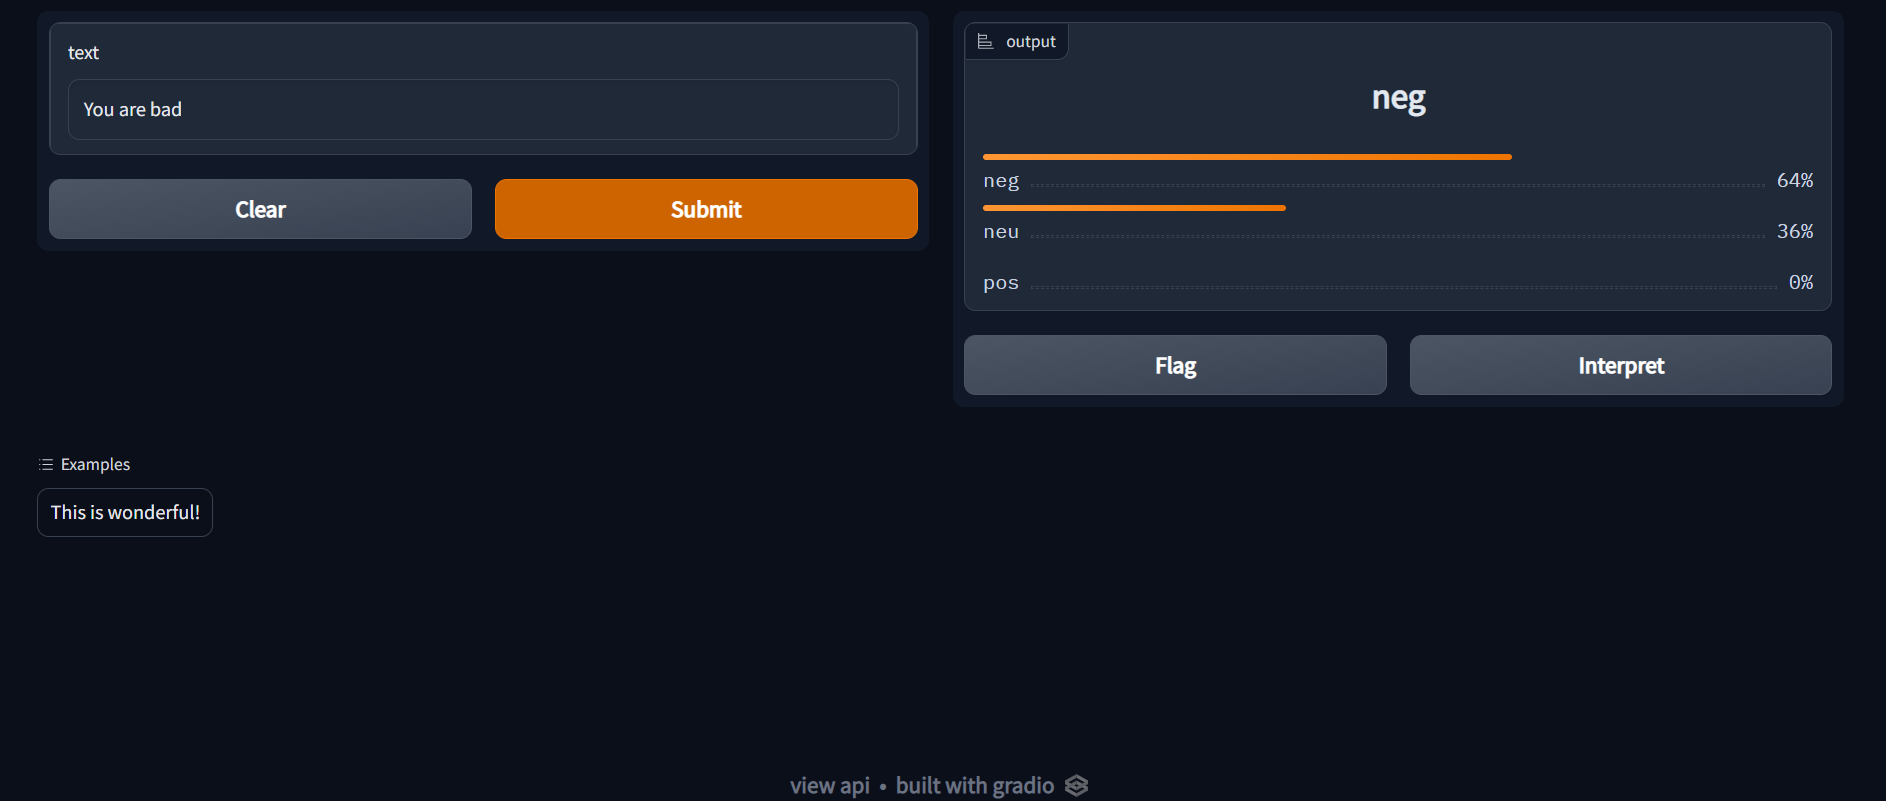 text
You are bad
Clear
Submit
output
neg
neg 64%
neu 36%
pos 0%
Flag
Interpret
Examples
This is wonderful!
view api • built with gradio